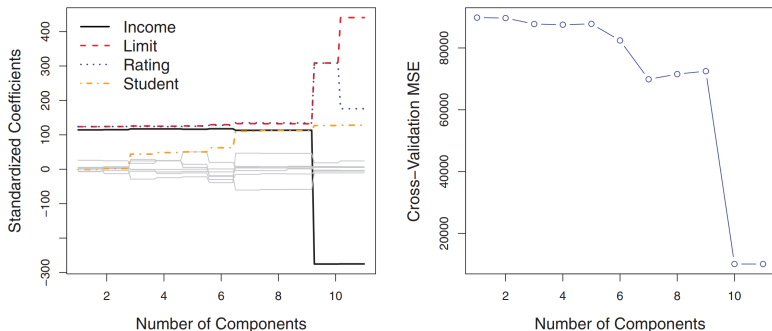 Standardized Coefficients
400
300
200
100
0
-100
-300
Income
Limit
Rating
Student
2 4 6 8 10
Number of Components
Cross-Validation MSE
80000
60000
40000
20000
2 4 6 8 10
Number of Components